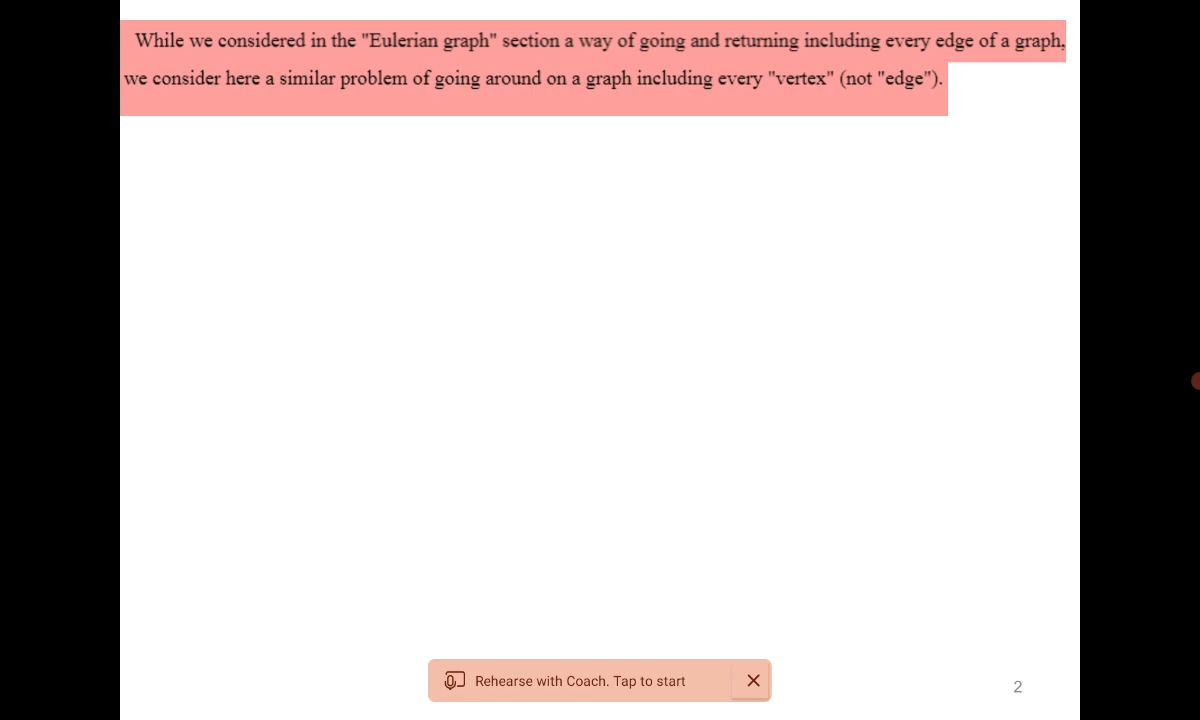 While we considered in the "Eulerian graph" section a way of going and returning including every edge of a graph,
we consider here a similar problem of going around on a graph including every "vertex" (not "edge").
Rehearse with Coach. Tap to start
2